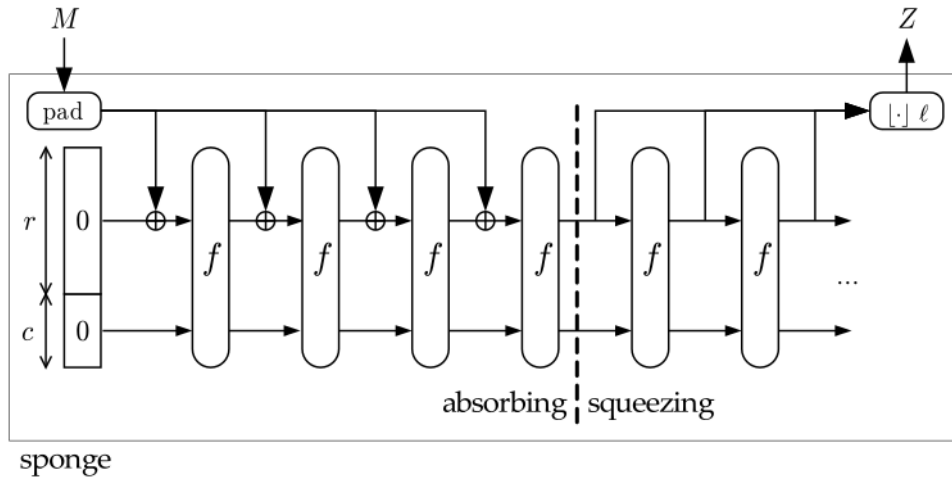 M Z
pad ⌊·⌋ ℓ
r 0 f f f f f f
...
c 0
absorbing squeezing
sponge